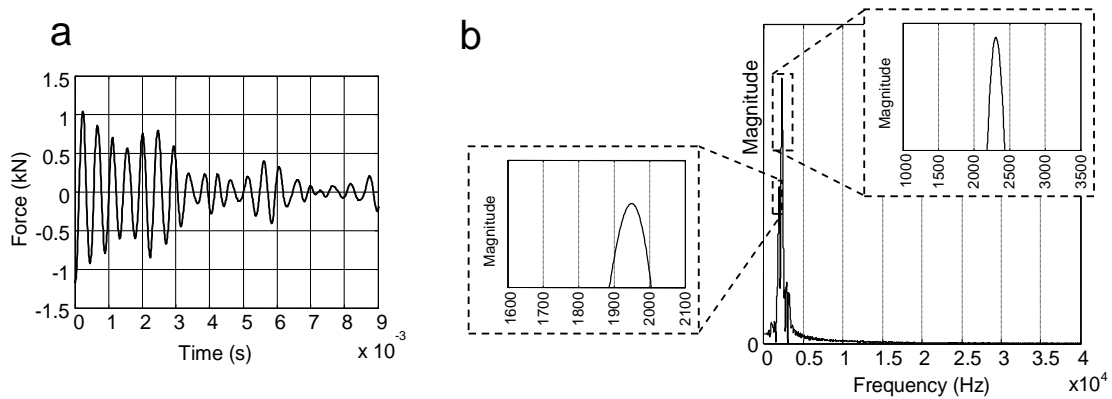 a
1.5
1
0.5
0
-0.5
-1
-1.5
Force (kN)
0 1 2 3 4 5 6 7 8 9
Time (s)
x 10 -3
b
Magnitude
1600 1700 1800 1900 2000 2100
Magnitude
0
0 0.5 1 1.5 2 2.5 3 3.5 4
Frequency (Hz)
x10 4
Magnitude
1000 1500 2000 2500 3000 3500